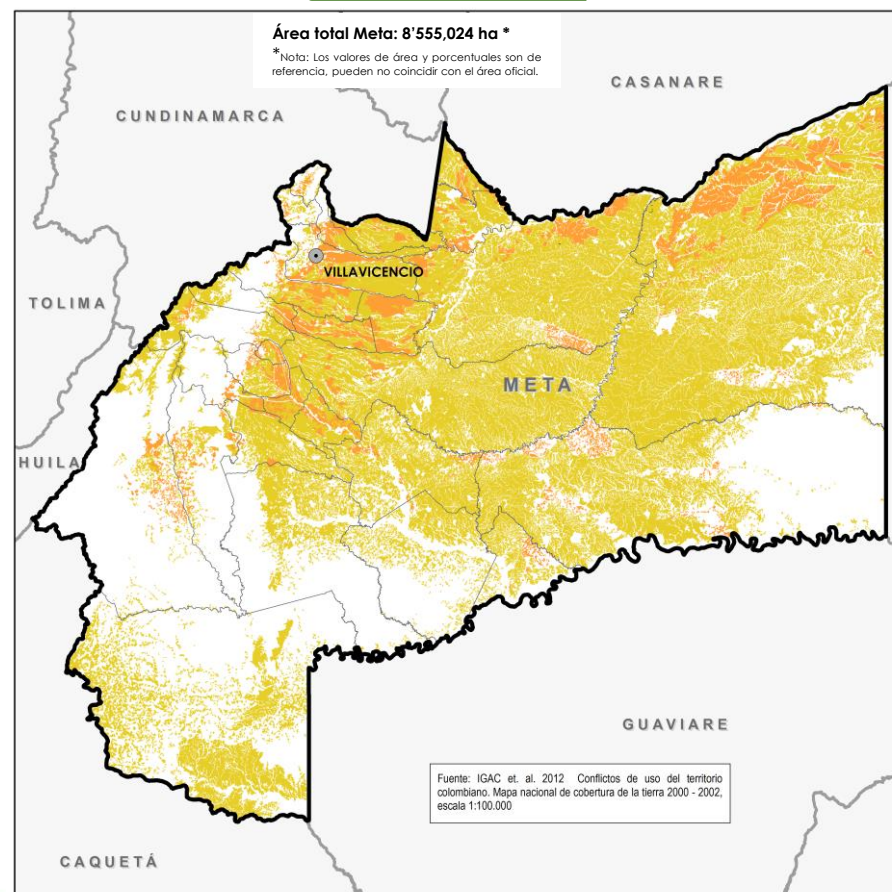 Área total Meta: 8'555,024 ha *
*Nota: Los valores de área y porcentuales son de
referencia, pueden no coincidir con el área oficial.
CASANARE
CUNDINAMARCA
VILLAVICENCIO
TOLIMA
META
HUILA
GUAVIARE
Fuente: IGAC et. al. 2012 Conflictos de uso del territorio
colombiano. Mapa nacional de cobertura de la tierra 2000 - 2002,
escala 1:100.000
CAQUETÁ